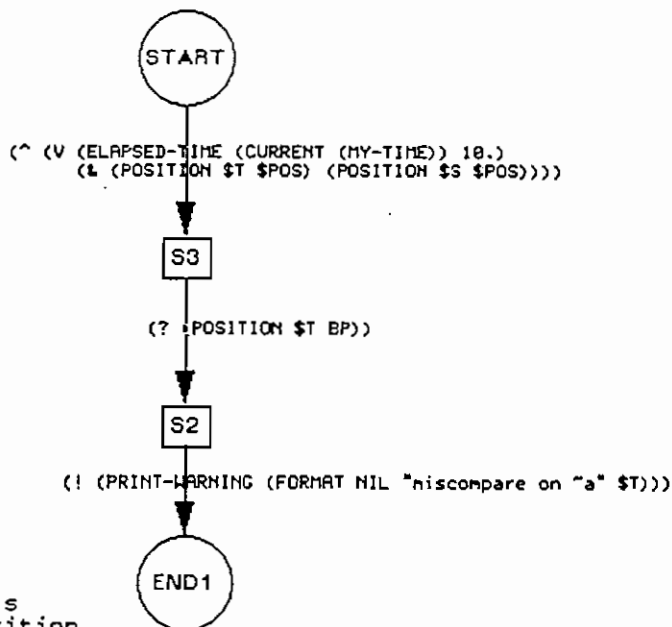 START
(^ (V (ELAPSED-TIME (CURRENT (MY-TIME)) 10.)
(& (POSITION $T $POS) (POSITION $S $POS))))
S3
(? (POSITION $T BP))
S2
(! (PRINT-WARNING (FORMAT NIL "miscompare on ~a" $T)))
END1